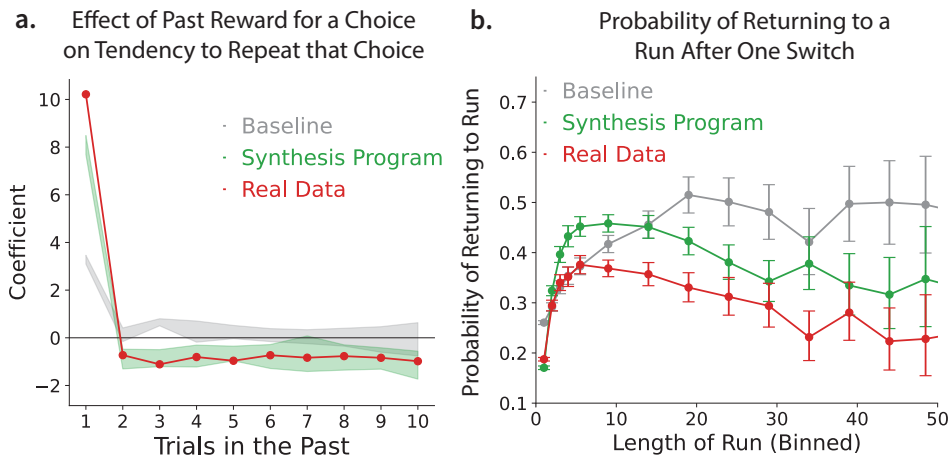 a. Effect of Past Reward for a Choice
on Tendency to Repeat that Choice
Coefficient
10
8
6
4
2
0
−2
Baseline
Synthesis Program
Real Data
1 2 3 4 5 6 7 8 9 10
Trials in the Past
b. Probability of Returning to a
Run After One Switch
Probability of Returning to Run
0.7
0.6
0.5
0.4
0.3
0.2
0.1
Baseline
Synthesis Program
Real Data
0 10 20 30 40 50
Length of Run (Binned)